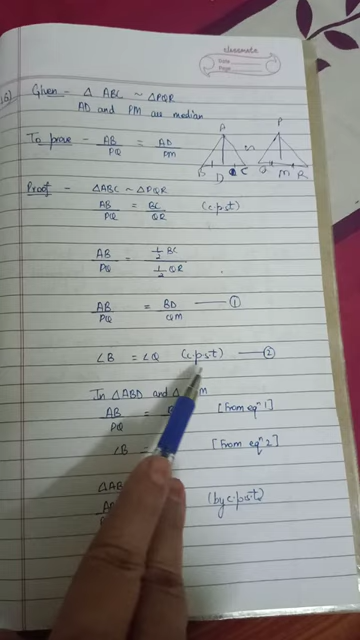 classmate
Date
Page
16) Given - △ ABC ~ △PQR
AD and PM are median
To prove - AB/PQ = AD/PM
A
B D C
~
P
Q M R
Proof - △ABC ~ △PQR
AB/PQ = BC/QR (c.p.s.t)
AB/PQ = ½ BC / ½ QR
AB/PQ = BD/QM —— ①
∠B = ∠Q (c.p.s.t) —— ②
In △ABD and △ M
AB/PQ = B [From eqⁿ 1]
∠B = [From eqⁿ 2]
△AB
(by c.p.s.t)